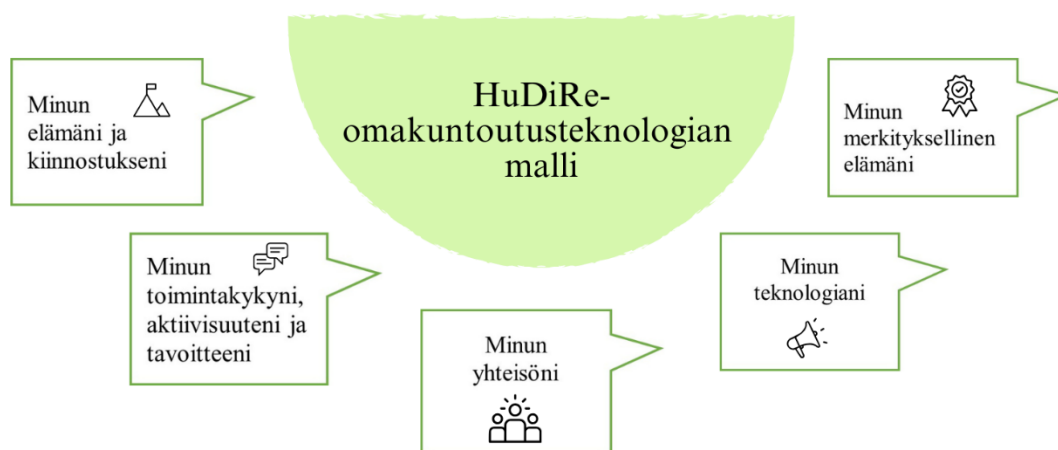 HuDiRe-
omakuntoutusteknologian
malli
Minun
elämäni ja
kiinnostukseni
Minun
toimintakykyni,
aktiivisuuteni ja
tavoitteeni
Minun
yhteisöni
Minun
teknologiani
Minun
merkityksellinen
elämäni